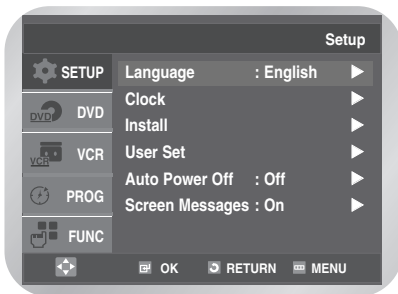 Setup
SETUP
Language : English
Clock
DVD DVD
Install
VCR VCR
User Set
Auto Power Off : Off
PROG
Screen Messages : On
FUNC
OK RETURN MENU